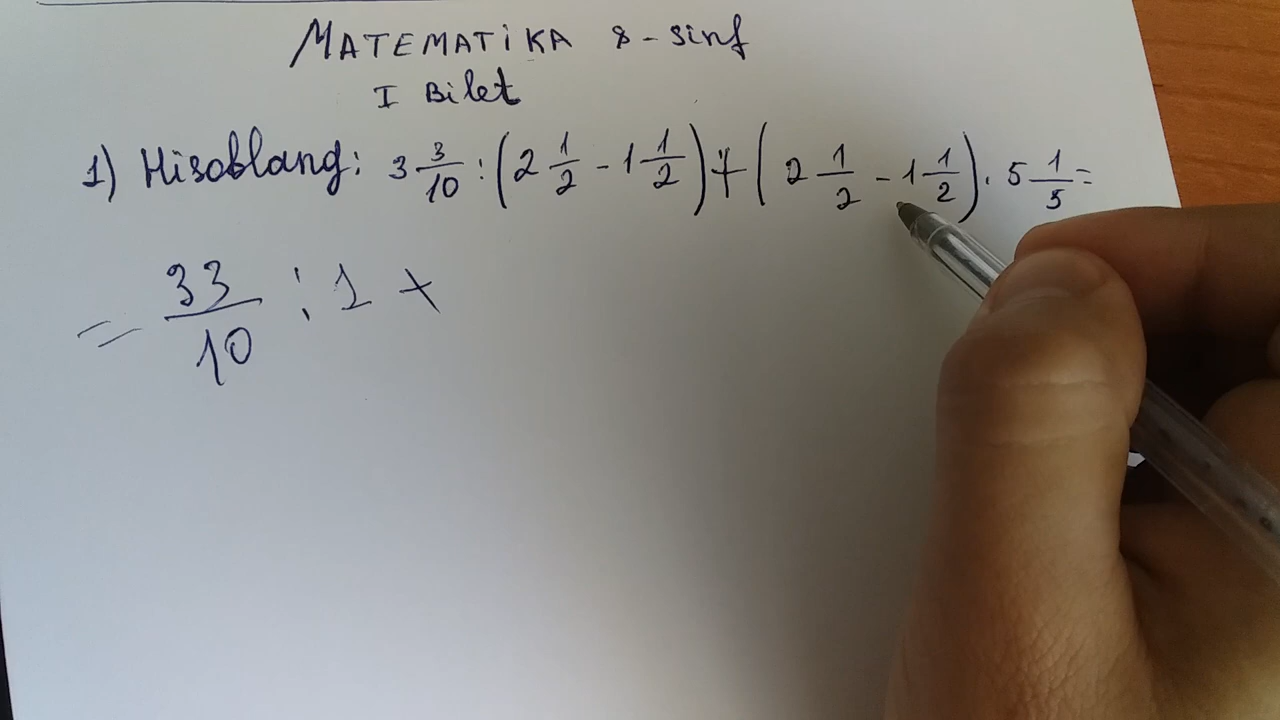 MATEMATIKA 8-sinf
I Bilet
1) Hisoblang: 3 3/10 : (2 1/2 - 1 1/2) + (2 1/2 - 1 1/2) · 5 1/5 =
= 33/10 : 1 +